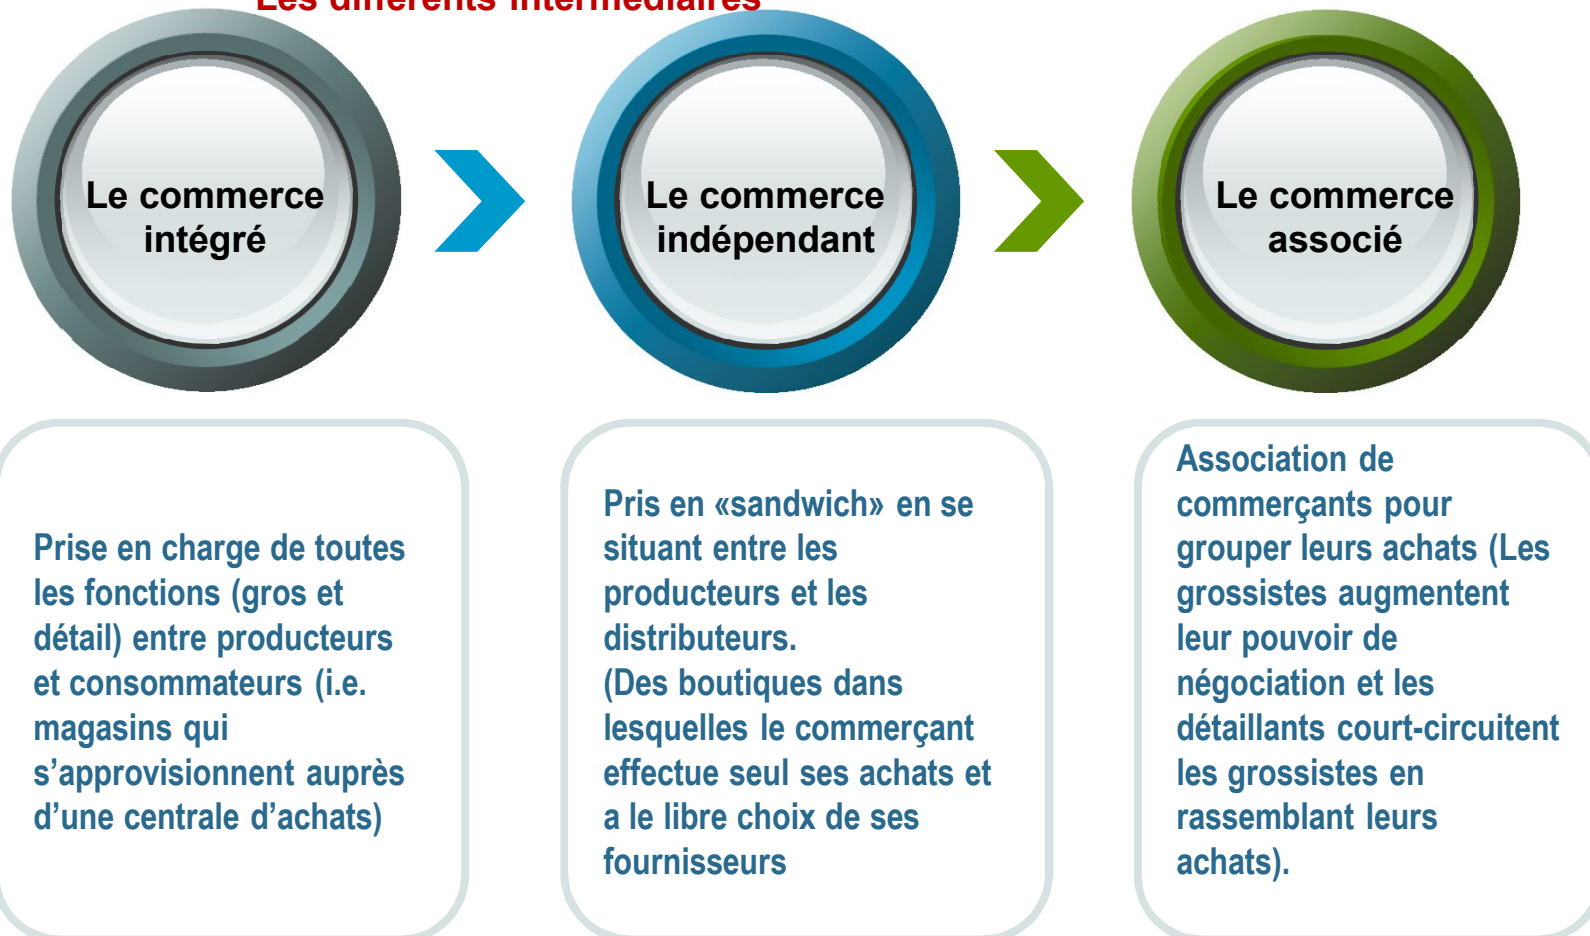 Les différents intermédiaires
Le commerce
intégré
Le commerce
indépendant
Le commerce
associé
Prise en charge de toutes
les fonctions (gros et
détail) entre producteurs
et consommateurs (i.e.
magasins qui
s’approvisionnent auprès
d’une centrale d’achats)
Pris en «sandwich» en se
situant entre les
producteurs et les
distributeurs.
(Des boutiques dans
lesquelles le commerçant
effectue seul ses achats et
a le libre choix de ses
fournisseurs
Association de
commerçants pour
grouper leurs achats (Les
grossistes augmentent
leur pouvoir de
négociation et les
détaillants court-circuitent
les grossistes en
rassemblant leurs
achats).